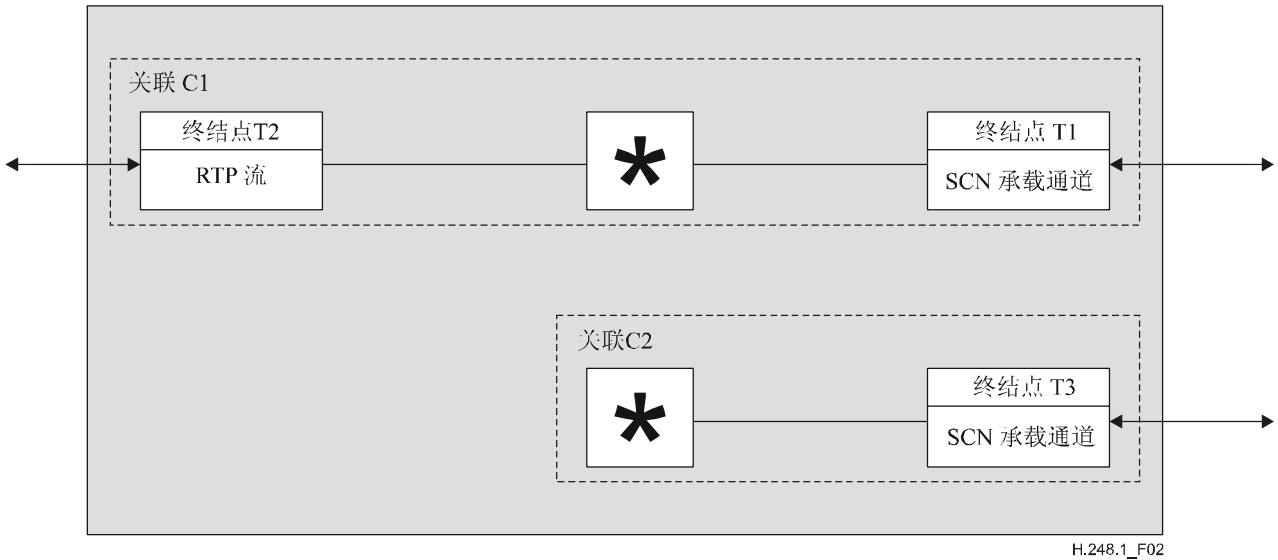 关联 C1
终结点T2
RTP 流
*
终结点 T1
SCN 承载通道
关联C2
*
终结点 T3
SCN 承载通道
H.248.1_F02